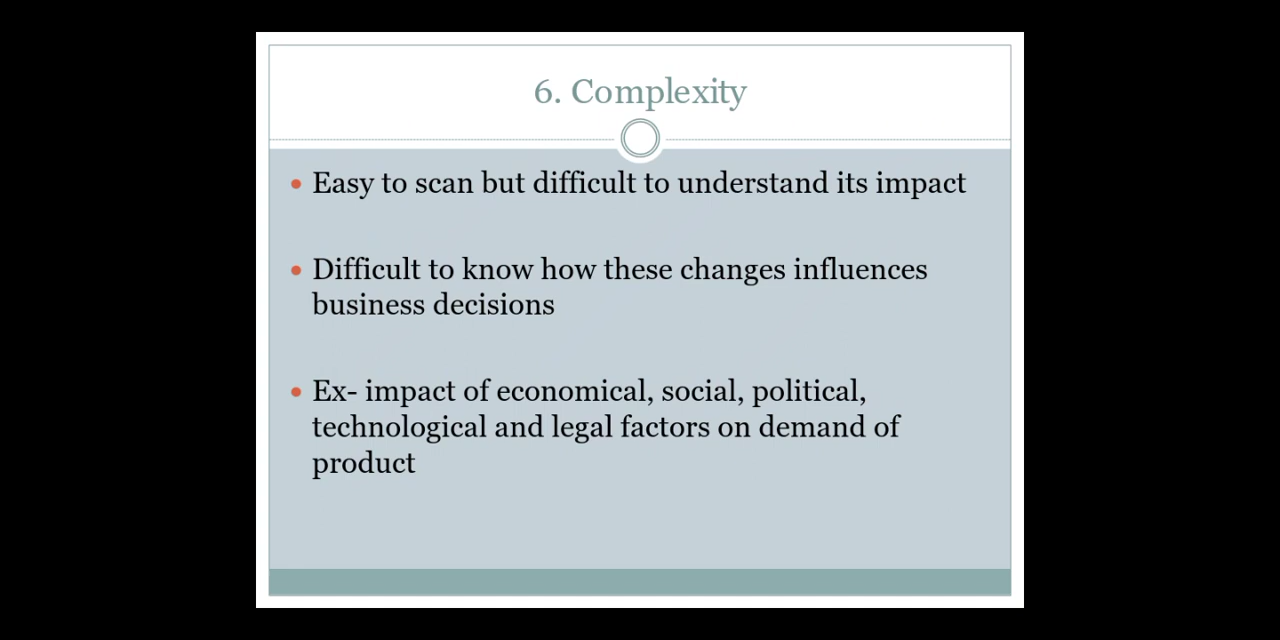 6. Complexity
Easy to scan but difficult to understand its impact
Difficult to know how these changes influences
business decisions
Ex- impact of economical, social, political,
technological and legal factors on demand of
product